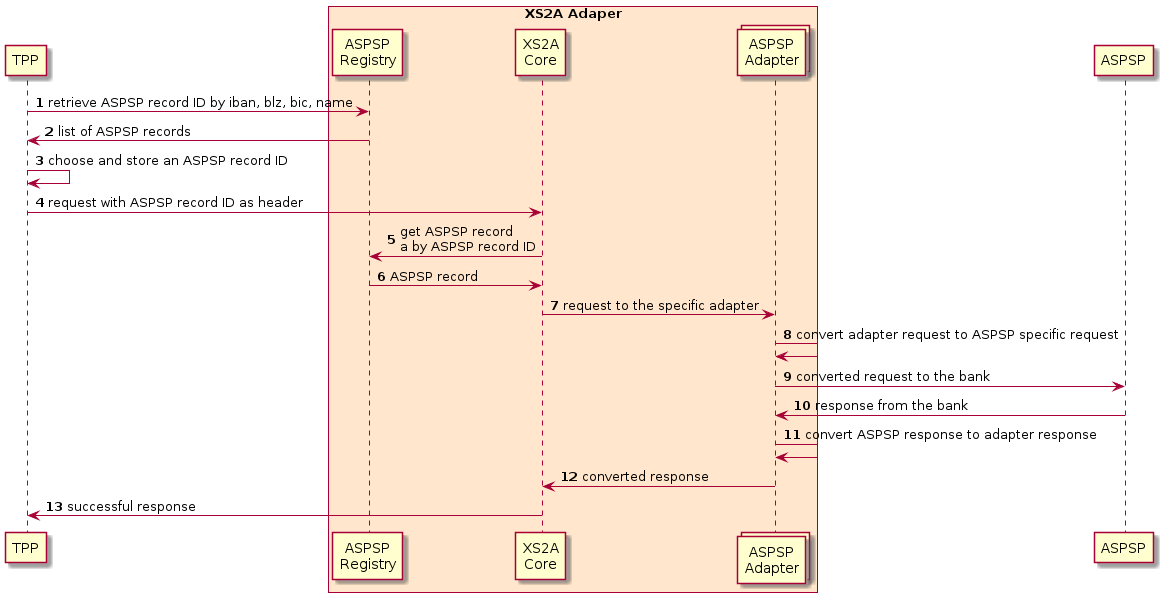 XS2A Adaper
TPP
ASPSP
Registry
XS2A
Core
ASPSP
Adapter
ASPSP
1 retrieve ASPSP record ID by iban, blz, bic, name
2 list of ASPSP records
3 choose and store an ASPSP record ID
4 request with ASPSP record ID as header
5 get ASPSP record
a by ASPSP record ID
6 ASPSP record
7 request to the specific adapter
8 convert adapter request to ASPSP specific request
9 converted request to the bank
10 response from the bank
11 convert ASPSP response to adapter response
12 converted response
13 successful response
TPP
ASPSP
Registry
XS2A
Core
ASPSP
Adapter
ASPSP